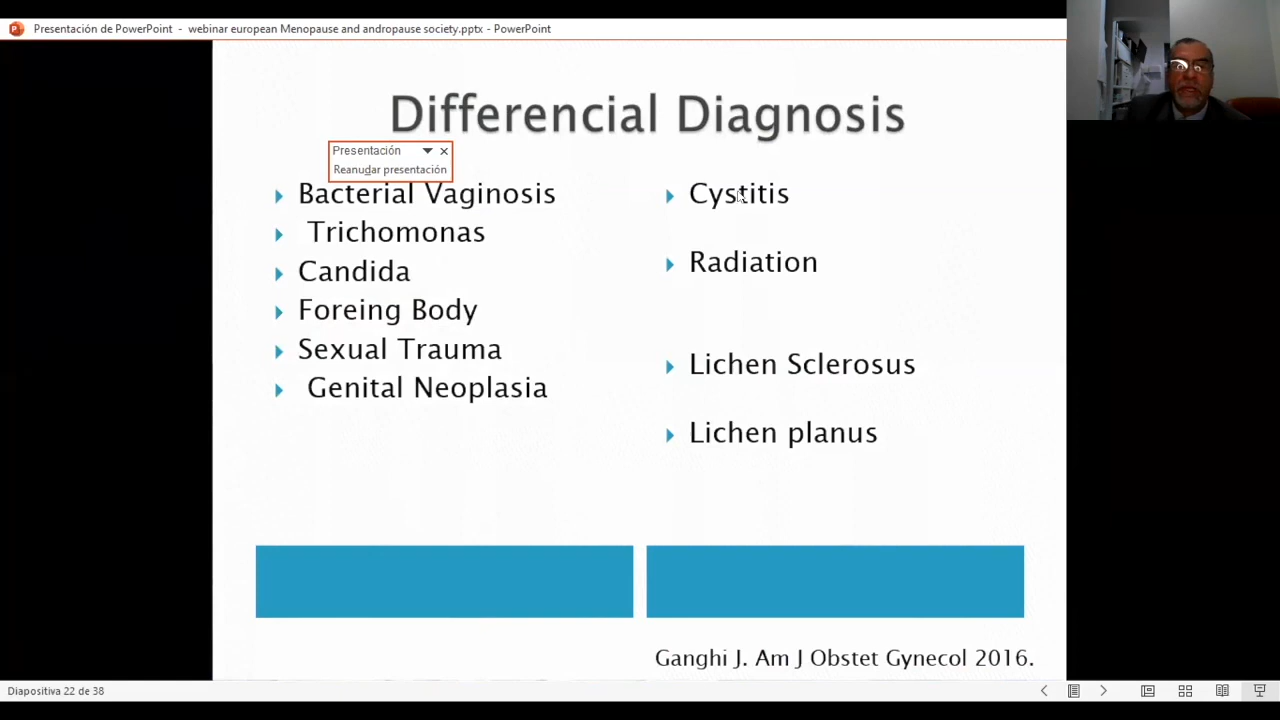 Presentación de PowerPoint - webinar european Menopause and andropause society.pptx - PowerPoint
Differencial Diagnosis
Presentación
Reanudar presentación
Bacterial Vaginosis
Trichomonas
Candida
Foreing Body
Sexual Trauma
Genital Neoplasia
Cystitis
Radiation
Lichen Sclerosus
Lichen planus
Ganghi J. Am J Obstet Gynecol 2016.
Diapositiva 22 de 38